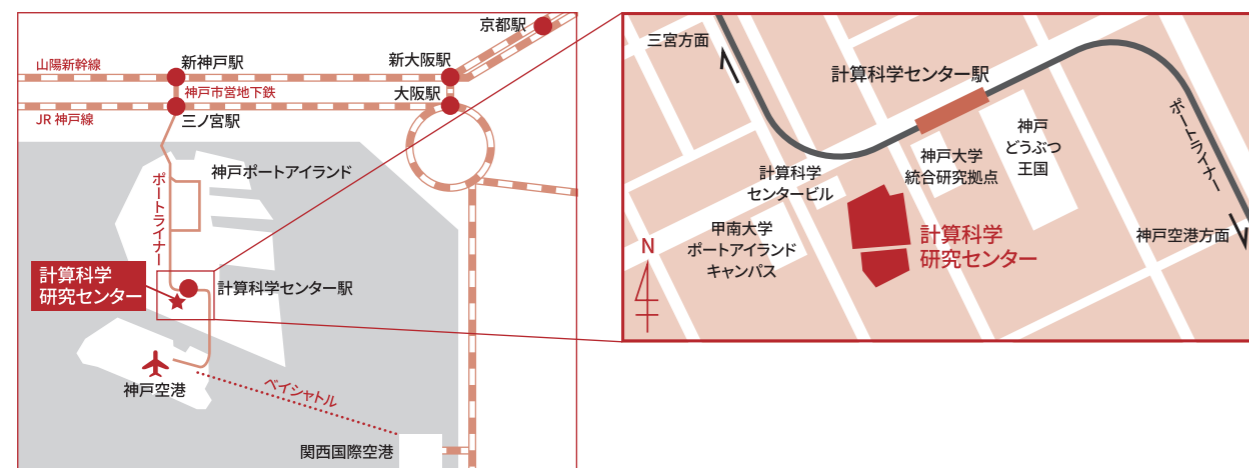 京都駅
山陽新幹線
新神戸駅
新大阪駅
神戸市営地下鉄
大阪駅
JR 神戸線
三ノ宮駅
神戸ポートアイランド
ポートライナー
計算科学
研究センター
計算科学センター駅
神戸空港
ベイシャトル
関西国際空港
三宮方面
計算科学センター駅
神戸
どうぶつ
王国
ポートライナー
神戸大学
統合研究拠点
計算科学
センタービル
甲南大学
ポートアイランド
キャンパス
計算科学
研究センター
神戸空港方面
N